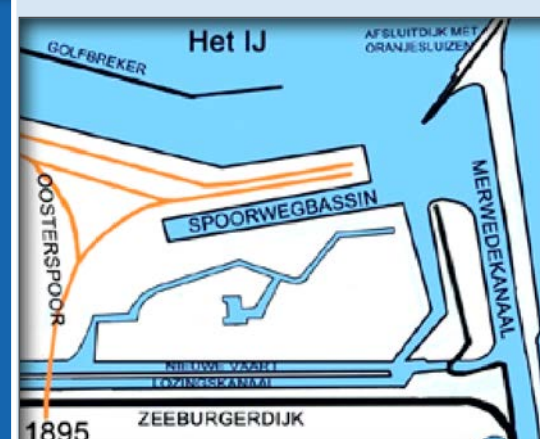 Het IJ
AFSLUITDIJK MET
ORANJESLUIZEN
GOLFBREKER
OOSTERSPOOR
SPOORWEGBASSIN
MERWEDEKANAAL
NIEUWE VAART
LOZINGSKANAAL
ZEEBURGERDIJK
1895